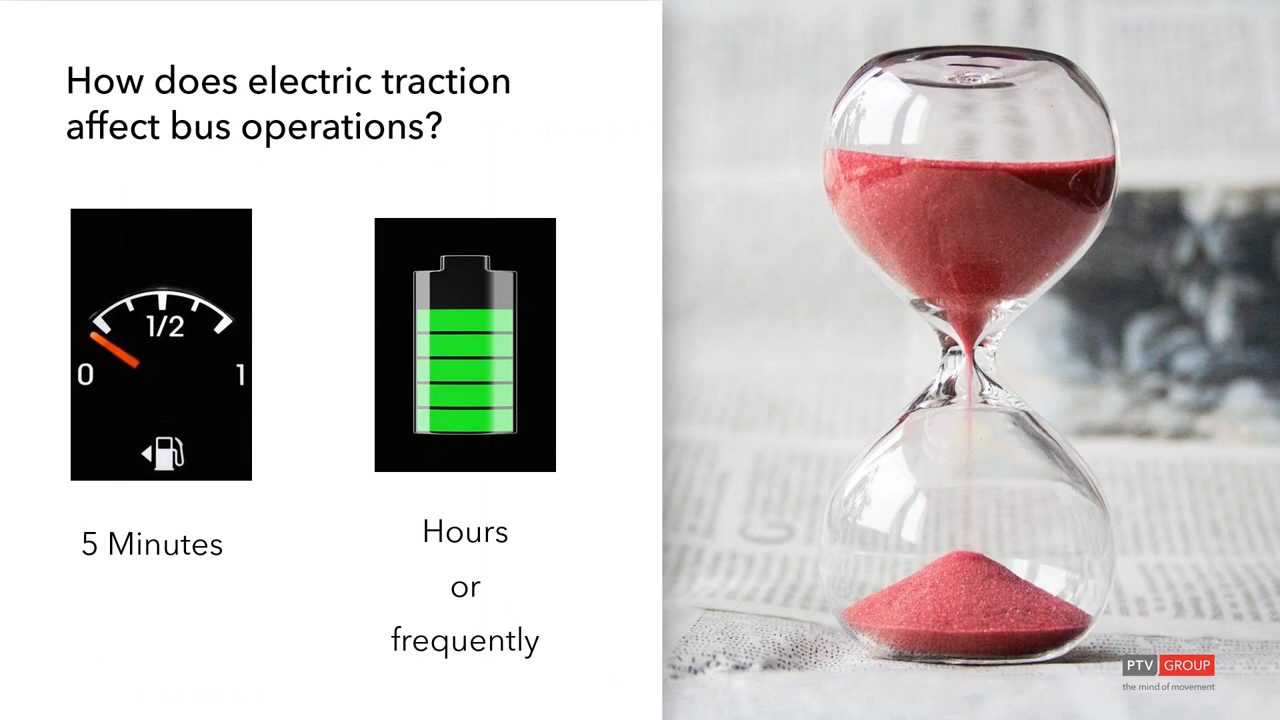 How does electric traction
affect bus operations?
1/2
0
1
5 Minutes
Hours
or
frequently
PTV GROUP
the mind of movement